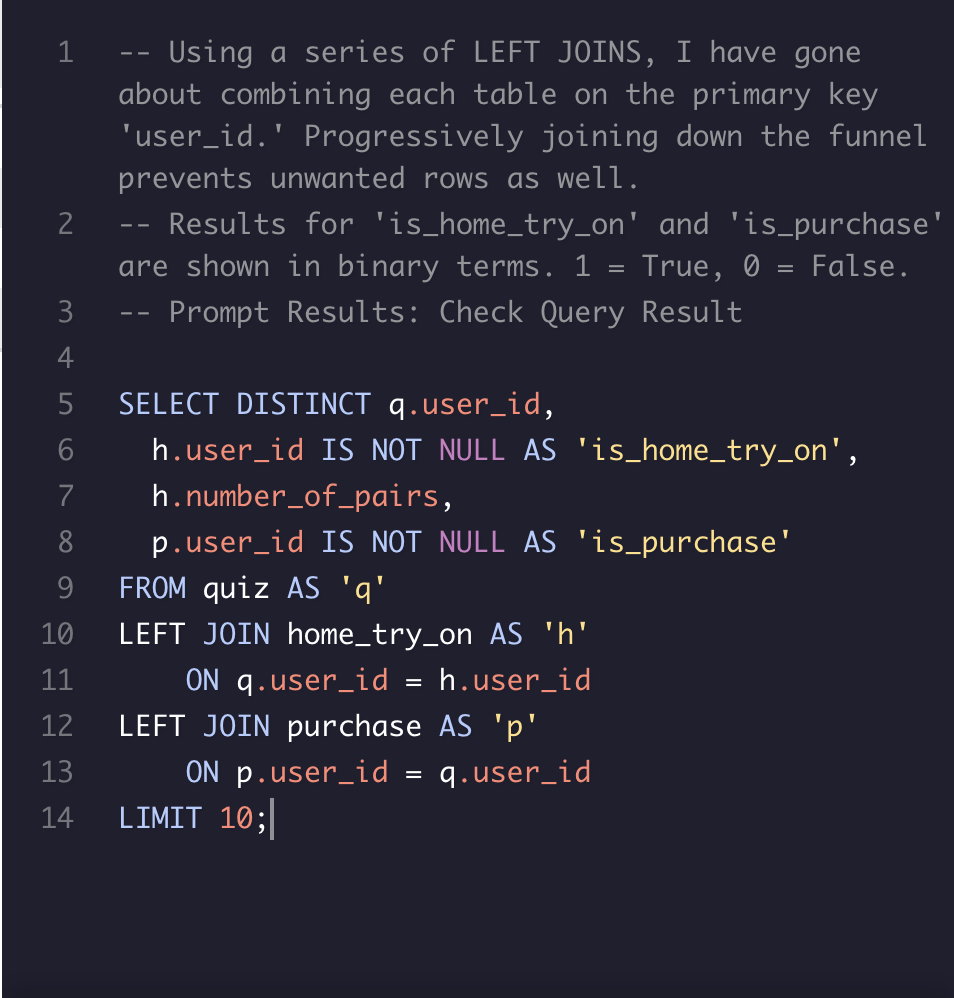 1 -- Using a series of LEFT JOINS, I have gone
about combining each table on the primary key
'user_id.' Progressively joining down the funnel
prevents unwanted rows as well.
2 -- Results for 'is_home_try_on' and 'is_purchase'
are shown in binary terms. 1 = True, 0 = False.
3 -- Prompt Results: Check Query Result
4
5 SELECT DISTINCT q.user_id,
6   h.user_id IS NOT NULL AS 'is_home_try_on',
7   h.number_of_pairs,
8   p.user_id IS NOT NULL AS 'is_purchase'
9 FROM quiz AS 'q'
10 LEFT JOIN home_try_on AS 'h'
11     ON q.user_id = h.user_id
12 LEFT JOIN purchase AS 'p'
13     ON p.user_id = q.user_id
14 LIMIT 10;